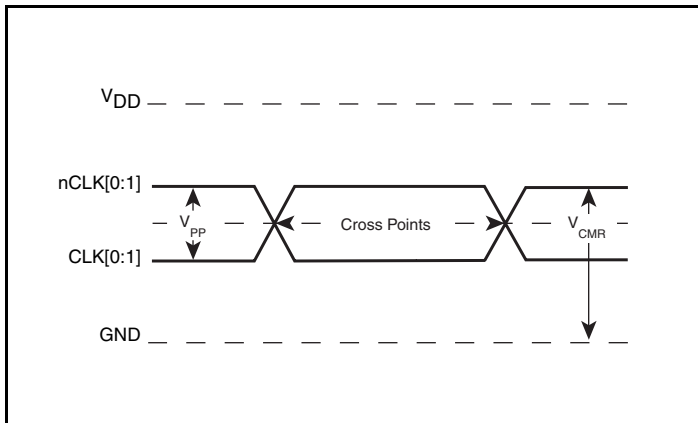 VDD
nCLK[0:1]
VPP
Cross Points
VCMR
CLK[0:1]
GND